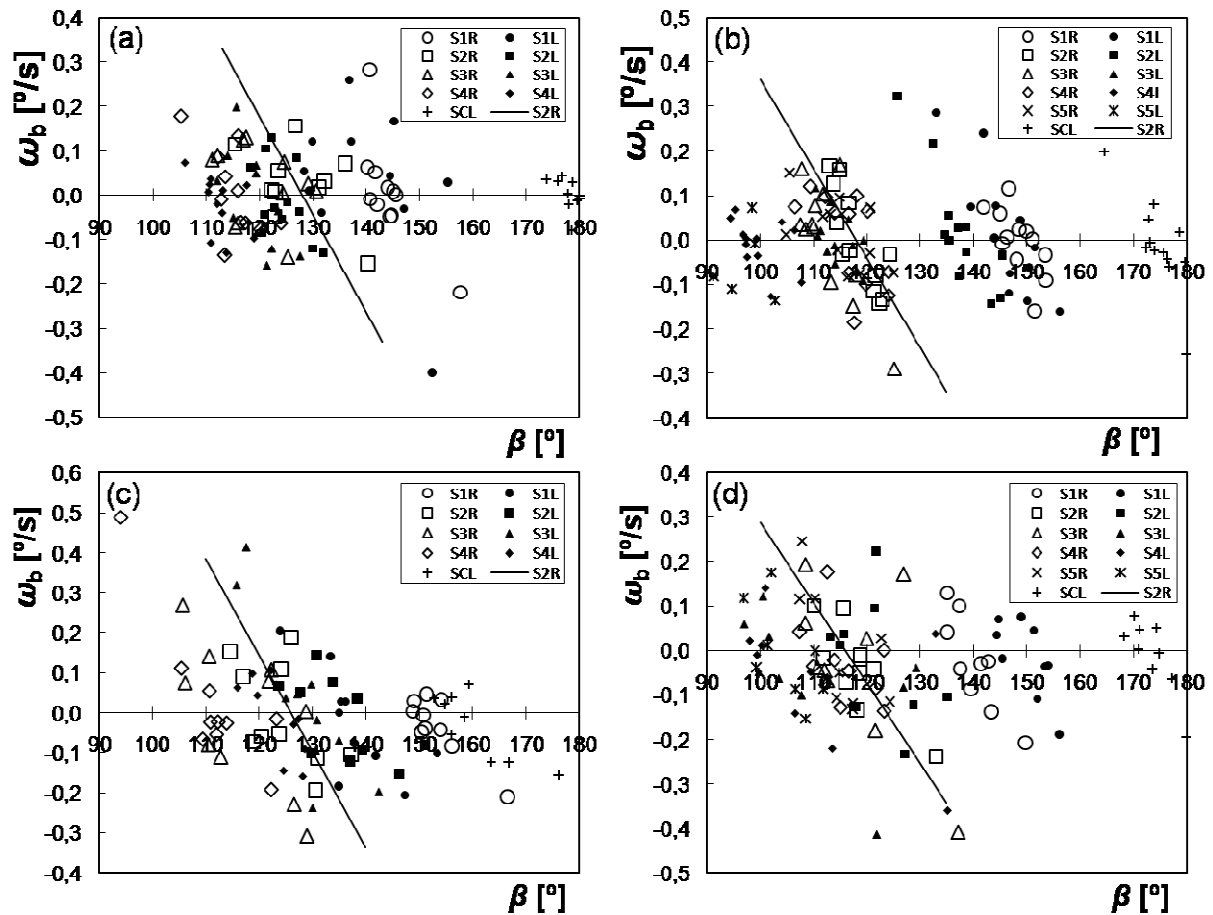 (a)
ω_b [º/s]
0,4
0,3
0,2
0,1
0,0
–0,1
–0,2
–0,3
–0,4
–0,5
90 100 110 120 130 140 150 160 170 180
β [º]
S1R S1L
S2R S2L
S3R S3L
S4R S4L
SCL S2R
(b)
ω_b [º/s]
0,5
0,4
0,3
0,2
0,1
0,0
–0,1
–0,2
–0,3
–0,4
90 100 110 120 130 140 150 160 170 180
β [º]
S1R S1L
S2R S2L
S3R S3L
S4R S4L
S5R S5L
SCL S2R
(c)
ω_b [º/s]
0,6
0,5
0,4
0,3
0,2
0,1
0,0
–0,1
–0,2
–0,3
–0,4
90 100 110 120 130 140 150 160 170 180
β [º]
S1R S1L
S2R S2L
S3R S3L
S4R S4L
SCL S2R
(d)
ω_b [º/s]
0,4
0,3
0,2
0,1
0,0
–0,1
–0,2
–0,3
–0,4
–0,5
90 100 110 120 130 140 150 160 170 180
β [º]
S1R S1L
S2R S2L
S3R S3L
S4R S4L
S5R S5L
SCL S2R